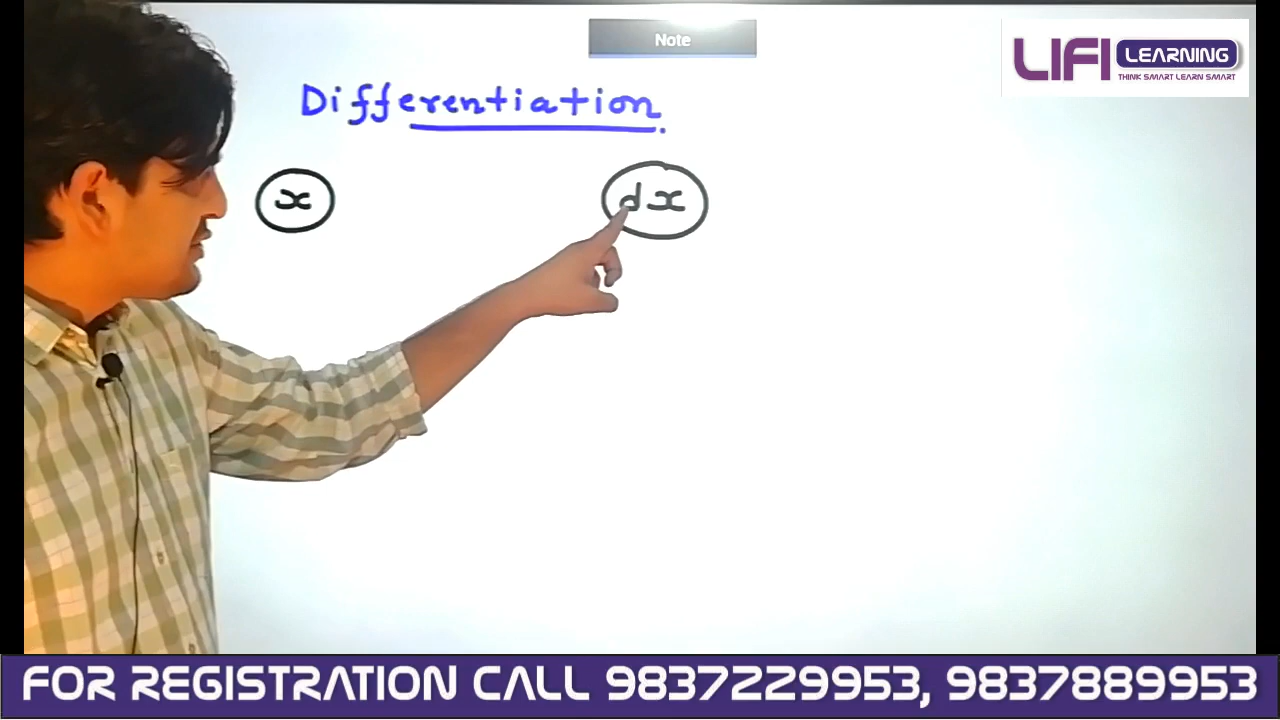 Note
LIFI LEARNING
THINK SMART LEARN SMART
Differentiation.
x
dx
FOR REGISTRATION CALL 9837229953, 9837889953